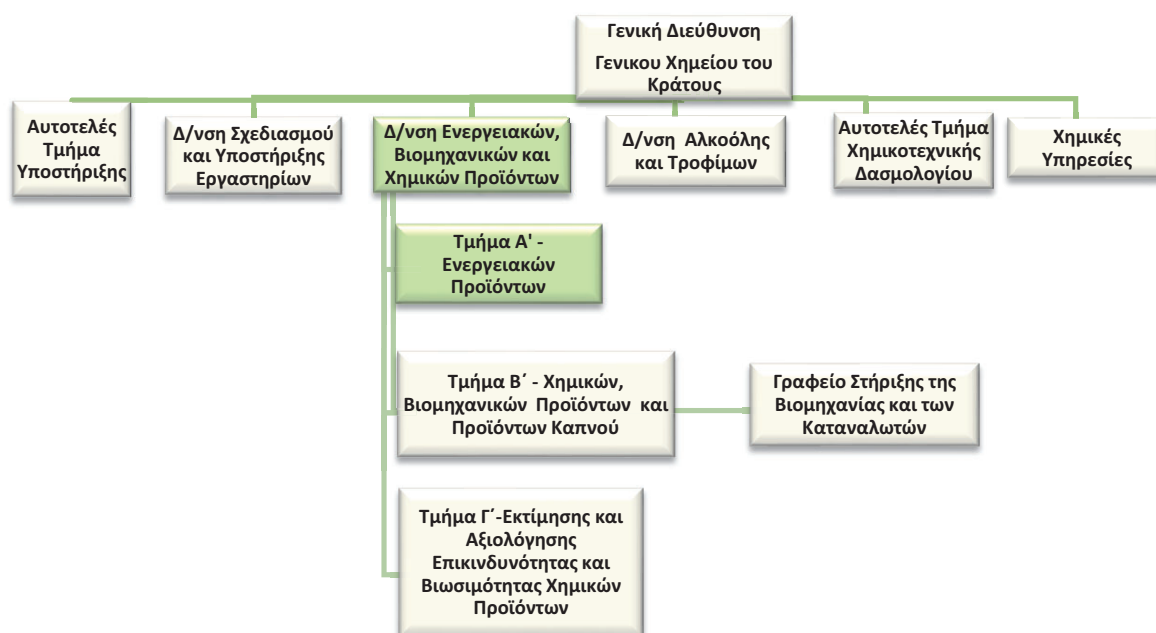 Γενική Διεύθυνση
Γενικου Χημείου του
Κράτους
Αυτοτελές
Τμήμα
Υποστήριξης
Δ/νση Σχεδιασμού
και Υποστήριξης
Εργαστηρίων
Δ/νση Ενεργειακών,
Βιομηχανικών και
Χημικών Προϊόντων
Δ/νση Αλκοόλης
και Τροφίμων
Αυτοτελές Τμήμα
Χημικοτεχνικής
Δασμολογίου
Χημικές
Υπηρεσίες
Τμήμα Α' -
Ενεργειακών
Προϊόντων
Τμήμα Β΄ - Χημικών,
Βιομηχανικών Προϊόντων και
Προϊόντων Καπνού
Γραφείο Στήριξης της
Βιομηχανίας και των
Καταναλωτών
Τμήμα Γ΄-Εκτίμησης και
Αξιολόγησης
Επικινδυνότητας και
Βιωσιμότητας Χημικών
Προϊόντων